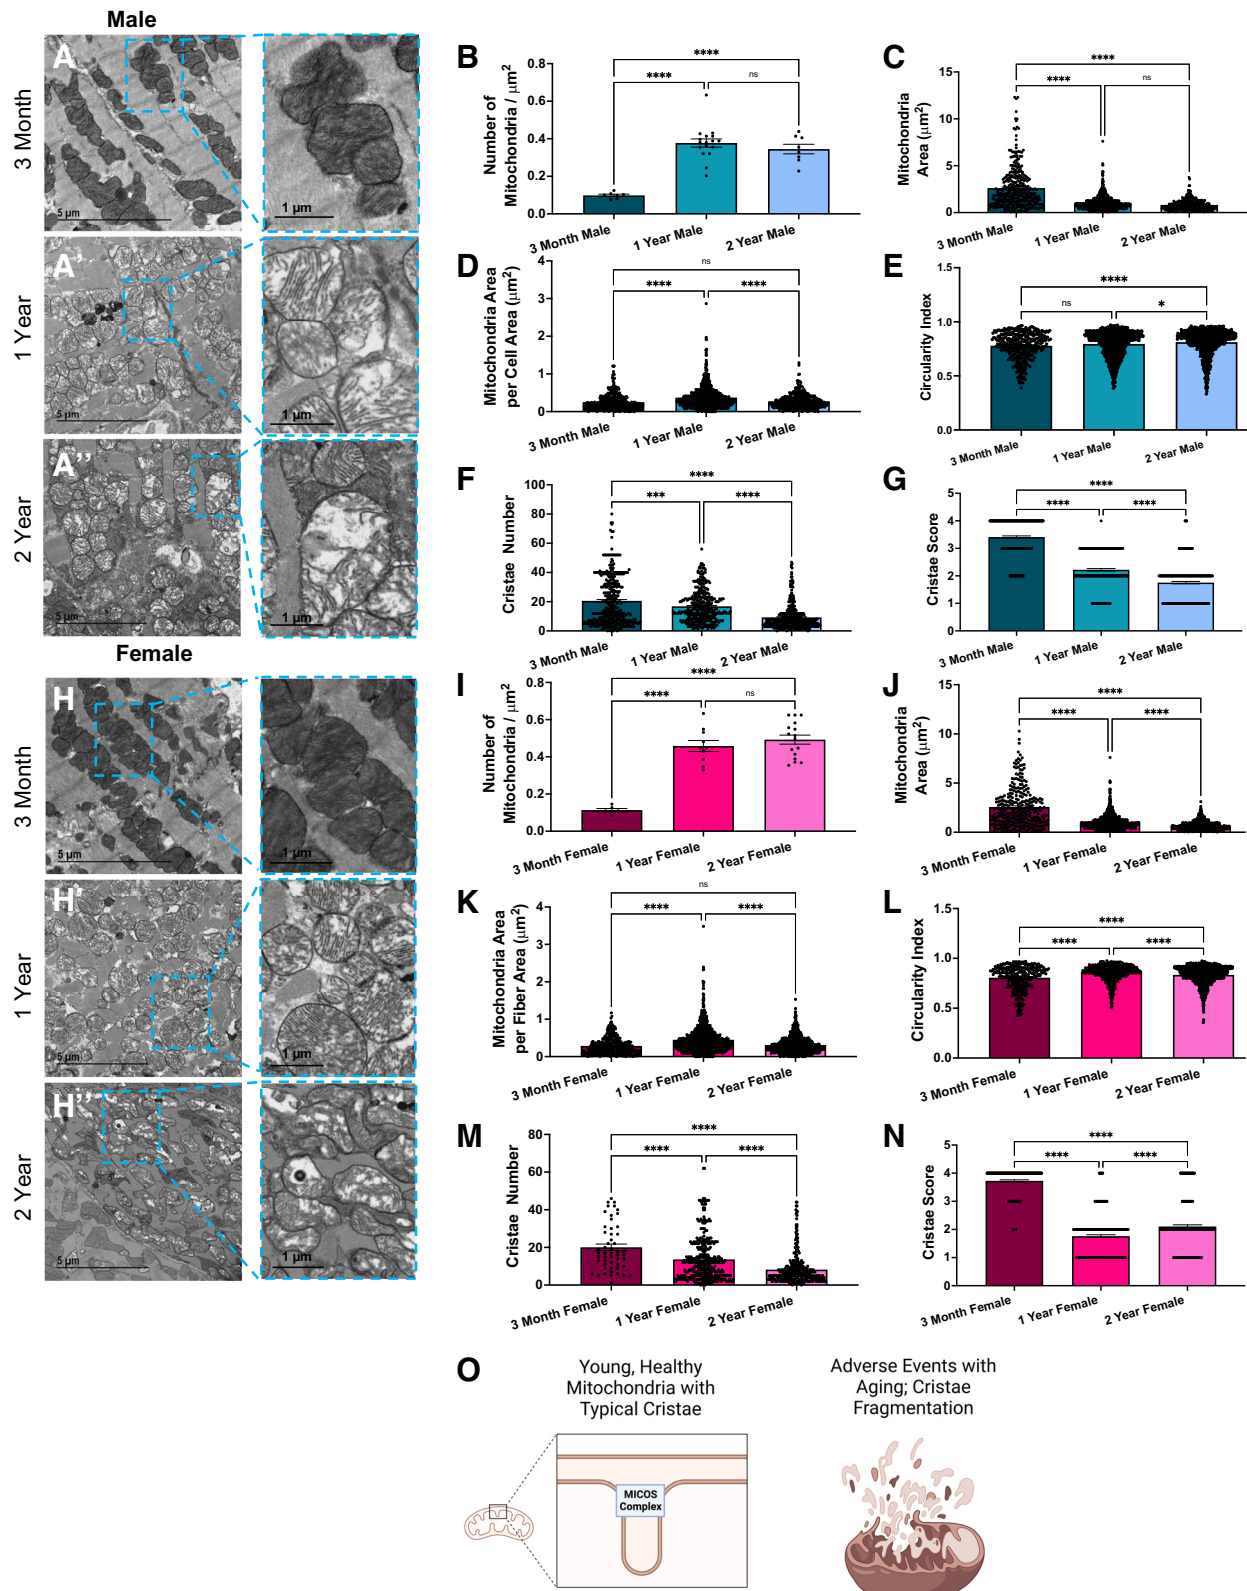 Male
3 Month
A
5 µm
1 µm
1 Year
A'
5 µm
1 µm
2 Year
A''
5 µm
1 µm
B
Number of
Mitochondria / µm2
0.8
0.6
0.4
0.2
0.0
****
****
ns
3 Month Male
1 Year Male
2 Year Male
C
Mitochondria
Area (µm2)
15
10
5
0
****
****
ns
3 Month Male
1 Year Male
2 Year Male
D
Mitochondria Area
per Cell Area (µm2)
4
3
2
1
0
ns
****
****
3 Month Male
1 Year Male
2 Year Male
E
Circularity Index
1.5
1.0
0.5
0.0
****
ns
*
3 Month Male
1 Year Male
2 Year Male
F
Cristae Number
100
80
60
40
20
0
****
***
****
3 Month Male
1 Year Male
2 Year Male
G
Cristae Score
5
4
3
2
1
0
****
****
****
3 Month Male
1 Year Male
2 Year Male
Female
3 Month
H
5 µm
1 µm
1 Year
H'
5 µm
1 µm
2 Year
H''
5 µm
1 µm
I
Number of
Mitochondria / µm2
0.8
0.6
0.4
0.2
0.0
****
****
ns
3 Month Female
1 Year Female
2 Year Female
J
Mitochondria
Area (µm2)
15
10
5
0
****
****
****
3 Month Female
1 Year Female
2 Year Female
K
Mitochondria Area
per Fiber Area (µm2)
4
3
2
1
0
ns
****
****
3 Month Female
1 Year Female
2 Year Female
L
Circularity Index
1.5
1.0
0.5
0.0
****
****
****
3 Month Female
1 Year Female
2 Year Female
M
Cristae Number
80
60
40
20
0
****
****
****
3 Month Female
1 Year Female
2 Year Female
N
Cristae Score
5
4
3
2
1
0
****
****
****
3 Month Female
1 Year Female
2 Year Female
O
Young, Healthy
Mitochondria with
Typical Cristae
MICOS
Complex
Adverse Events with
Aging; Cristae
Fragmentation